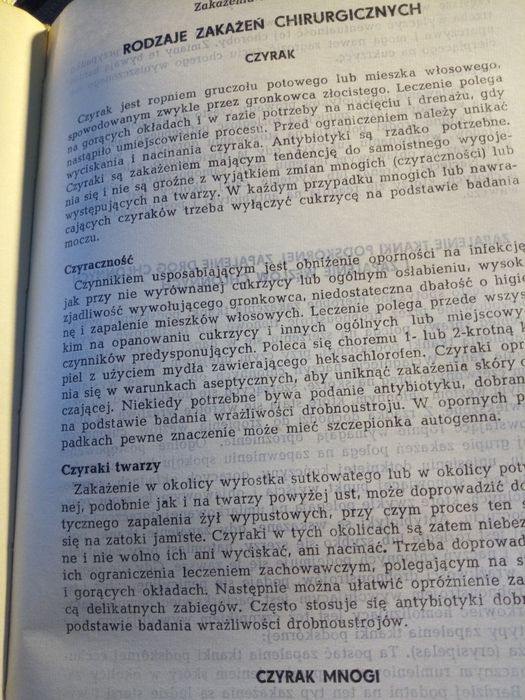 Zakażenia
RODZAJE ZAKAŻEŃ CHIRURGICZNYCH
CZYRAK
Czyrak jest ropniem gruczołu potowego lub mieszka włosowego,
spowodowanym zwykle przez gronkowca złocistego. Leczenie polega
na gorących okładach i w razie potrzeby na nacięciu i drenażu, gdy
nastąpiło umiejscowienie procesu. Przed ograniczeniem należy unikać
wyciskania i nacinania czyraka. Antybiotyki są rzadko potrzebne.
Czyraki są zakażeniem mającym tendencję do samoistnego wygoje-
nia się i nie są groźne z wyjątkiem zmian mnogich (czyraczności) lub
występujących na twarzy. W każdym przypadku mnogich lub nawra-
cających czyraków trzeba wyłączyć cukrzycę na podstawie badania
moczu.
Czyraczność
Czynnikiem usposabiającym jest obniżenie oporności na infekcję
jak przy nie wyrównanej cukrzycy lub ogólnym osłabieniu, wysok
zjadliwość wywołującego gronkowca, niedostateczna dbałość o higie
nę i zapalenie mieszków włosowych. Leczenie polega przede wszys
kim na opanowaniu cukrzycy i innych ogólnych lub miejscowy
czynników predysponujących. Poleca się choremu 1- lub 2-krotną
piel z użyciem mydła zawierającego heksachlorofen. Czyraki opr
nia się w warunkach aseptycznych, aby uniknąć zakażenia skóry
czającej. Niekiedy potrzebne bywa podanie antybiotyku, dobran
na podstawie badania wrażliwości drobnoustroju. W opornych p
padkach pewne znaczenie może mieć szczepionka autogenna.
Czyraki twarzy
Zakażenie w okolicy wyrostka sutkowatego lub w okolicy poty
nej, podobnie jak i na twarzy powyżej ust, może doprowadzić do
tycznego zapalenia żył wypustowych, przy czym proces ten s
się na zatoki jamiste. Czyraki w tych okolicach są zatem niebez
ne i nie wolno ich ani wyciskać, ani nacinać. Trzeba doprowad
ich ograniczenia leczeniem zachowawczym, polegającym na s
i gorących okładach. Następnie można ułatwić opróżnienie za
cą delikatnych zabiegów. Często stosuje się antybiotyki dobr
podstawie badania wrażliwości drobnoustrojów.
CZYRAK MNOGI